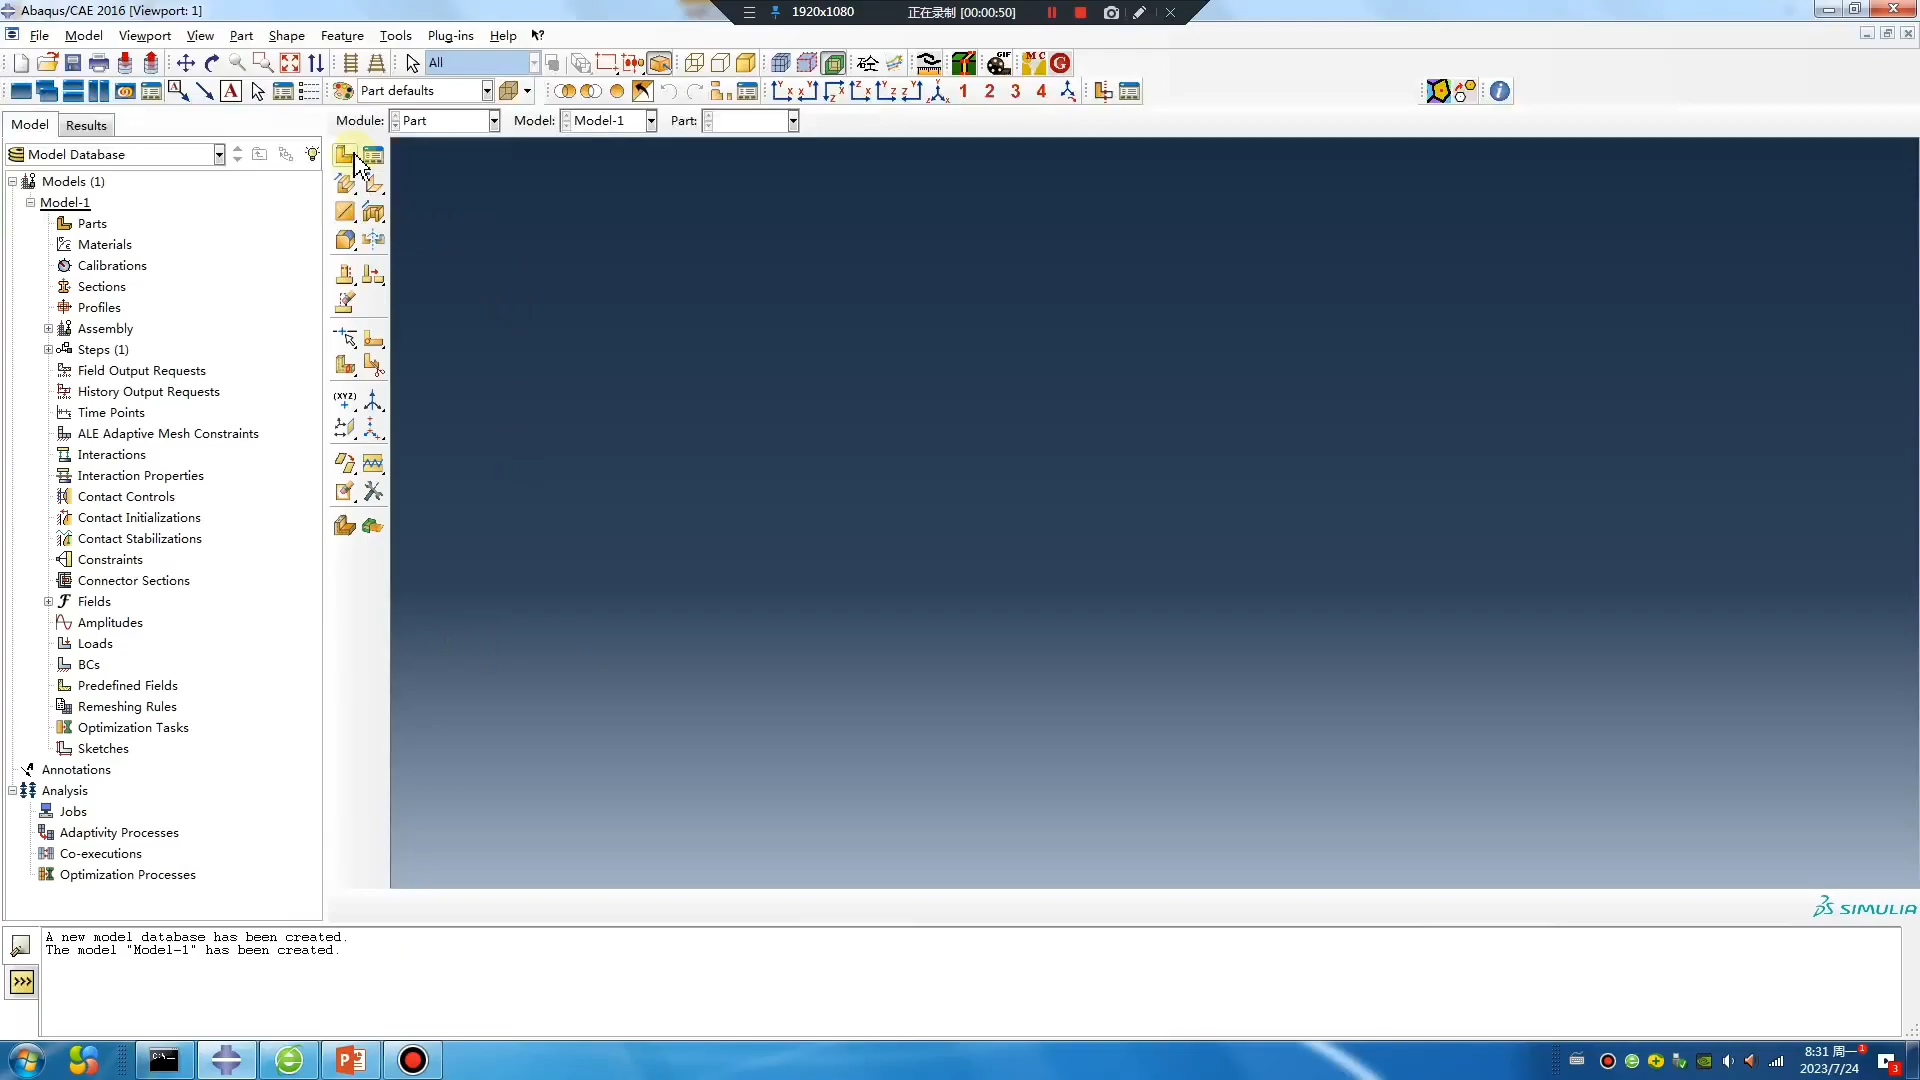 Abaqus/CAE 2016 [Viewport: 1]
1920x1080
正在录制 [00:00:50]
File Model Viewport View Part Shape Feature Tools Plug-ins Help
All
GIF
M C
G
砼
A
Part defaults
1 2 3 4
Module: Part Model: Model-1 Part:
Model Results
Model Database
Models (1)
Model-1
Parts
Materials
Calibrations
Sections
Profiles
Assembly
Steps (1)
Field Output Requests
History Output Requests
Time Points
ALE Adaptive Mesh Constraints
Interactions
Interaction Properties
Contact Controls
Contact Initializations
Contact Stabilizations
Constraints
Connector Sections
Fields
Amplitudes
Loads
BCs
Predefined Fields
Remeshing Rules
Optimization Tasks
Sketches
Annotations
Analysis
Jobs
Adaptivity Processes
Co-executions
Optimization Processes
(XYZ)
SIMULIA
A new model database has been created.
The model "Model-1" has been created.
>>>
8:31 周一
2023/7/24
3